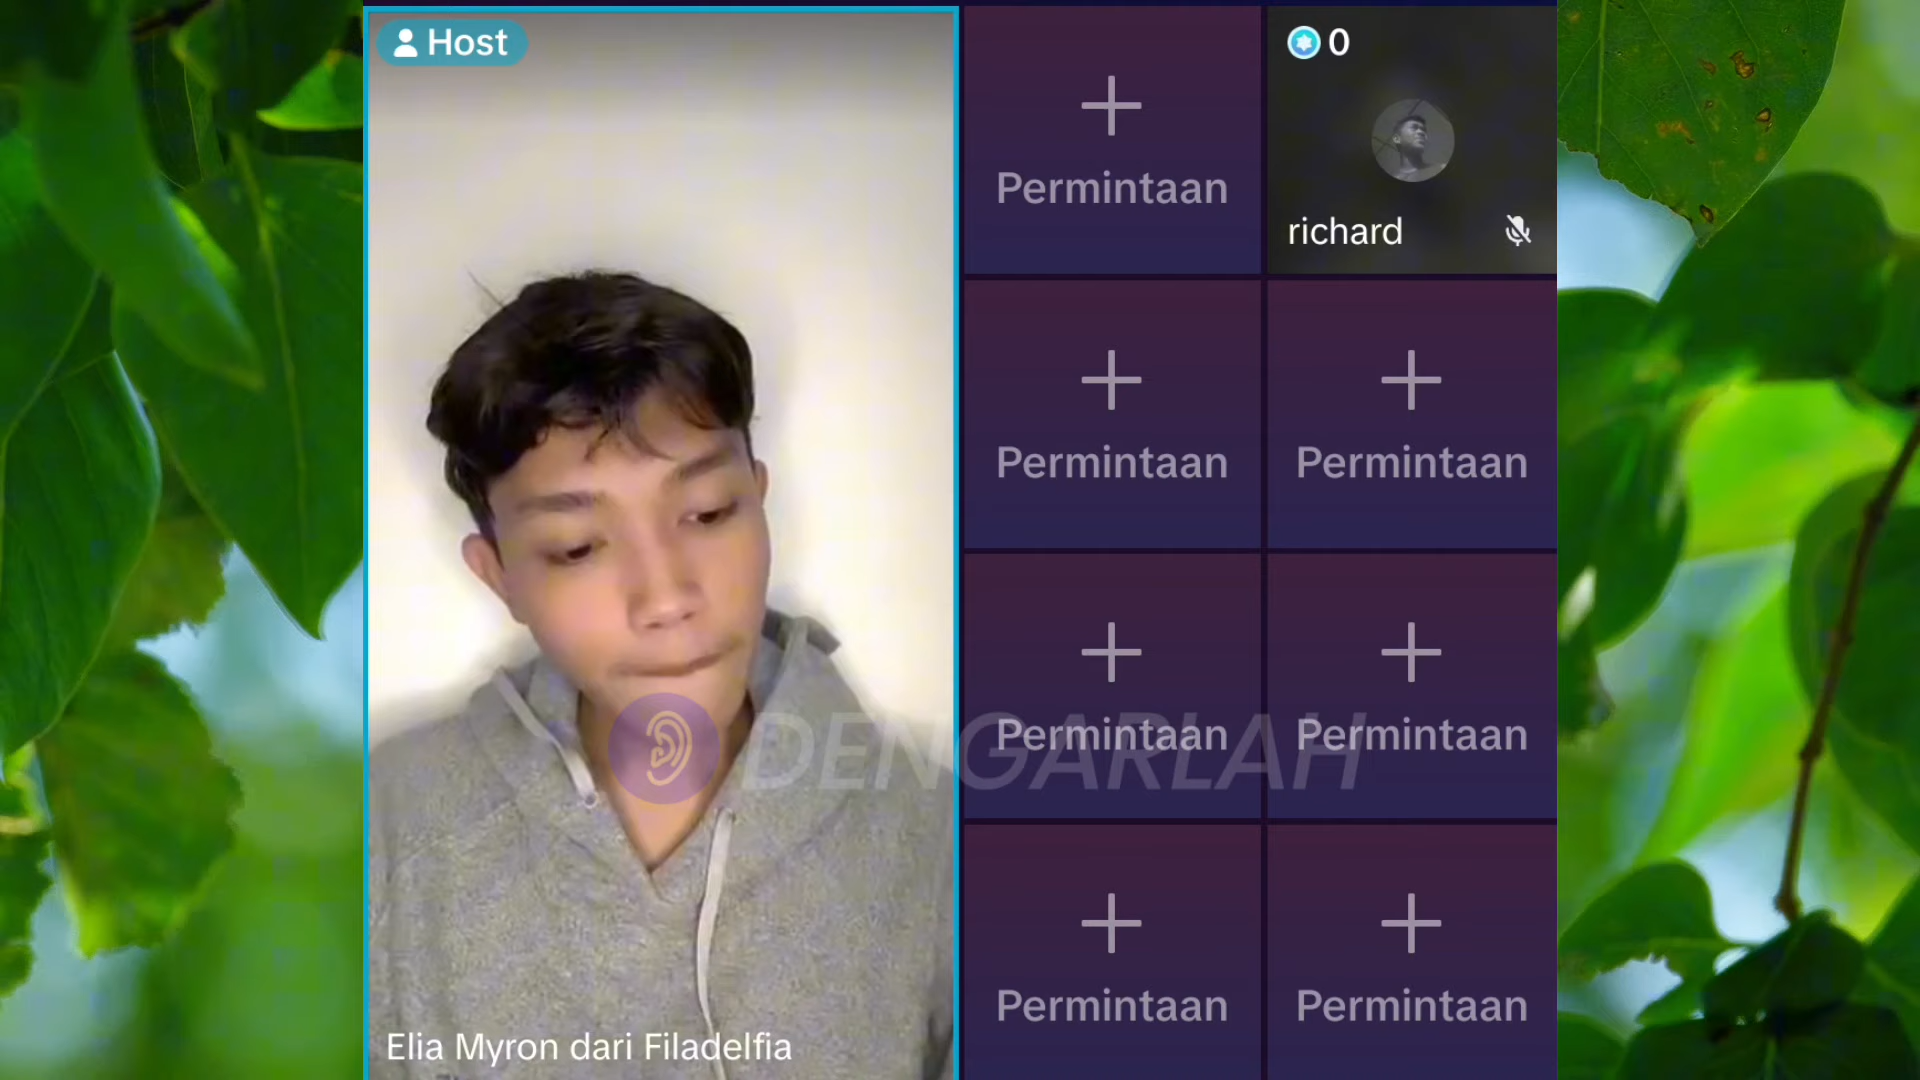 Host
Elia Myron dari Filadelfia
Permintaan
0
richard
Permintaan
Permintaan
Permintaan
Permintaan
DENGARLAH
Permintaan
Permintaan